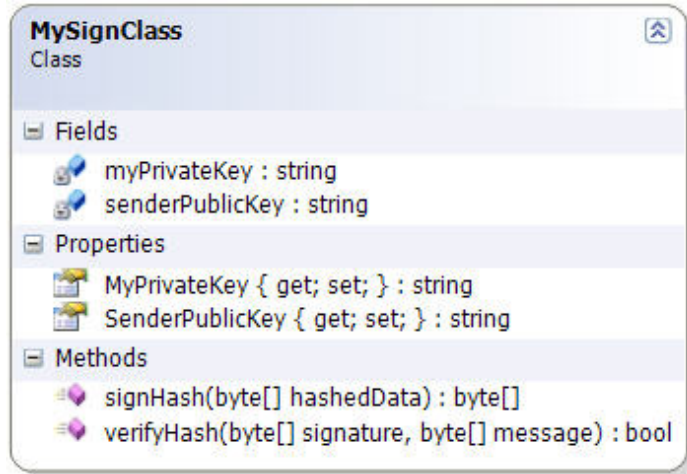 MySignClass
Class
Fields
myPrivateKey : string
senderPublicKey : string
Properties
MyPrivateKey { get; set; } : string
SenderPublicKey { get; set; } : string
Methods
signHash(byte[] hashedData) : byte[]
verifyHash(byte[] signature, byte[] message) : bool